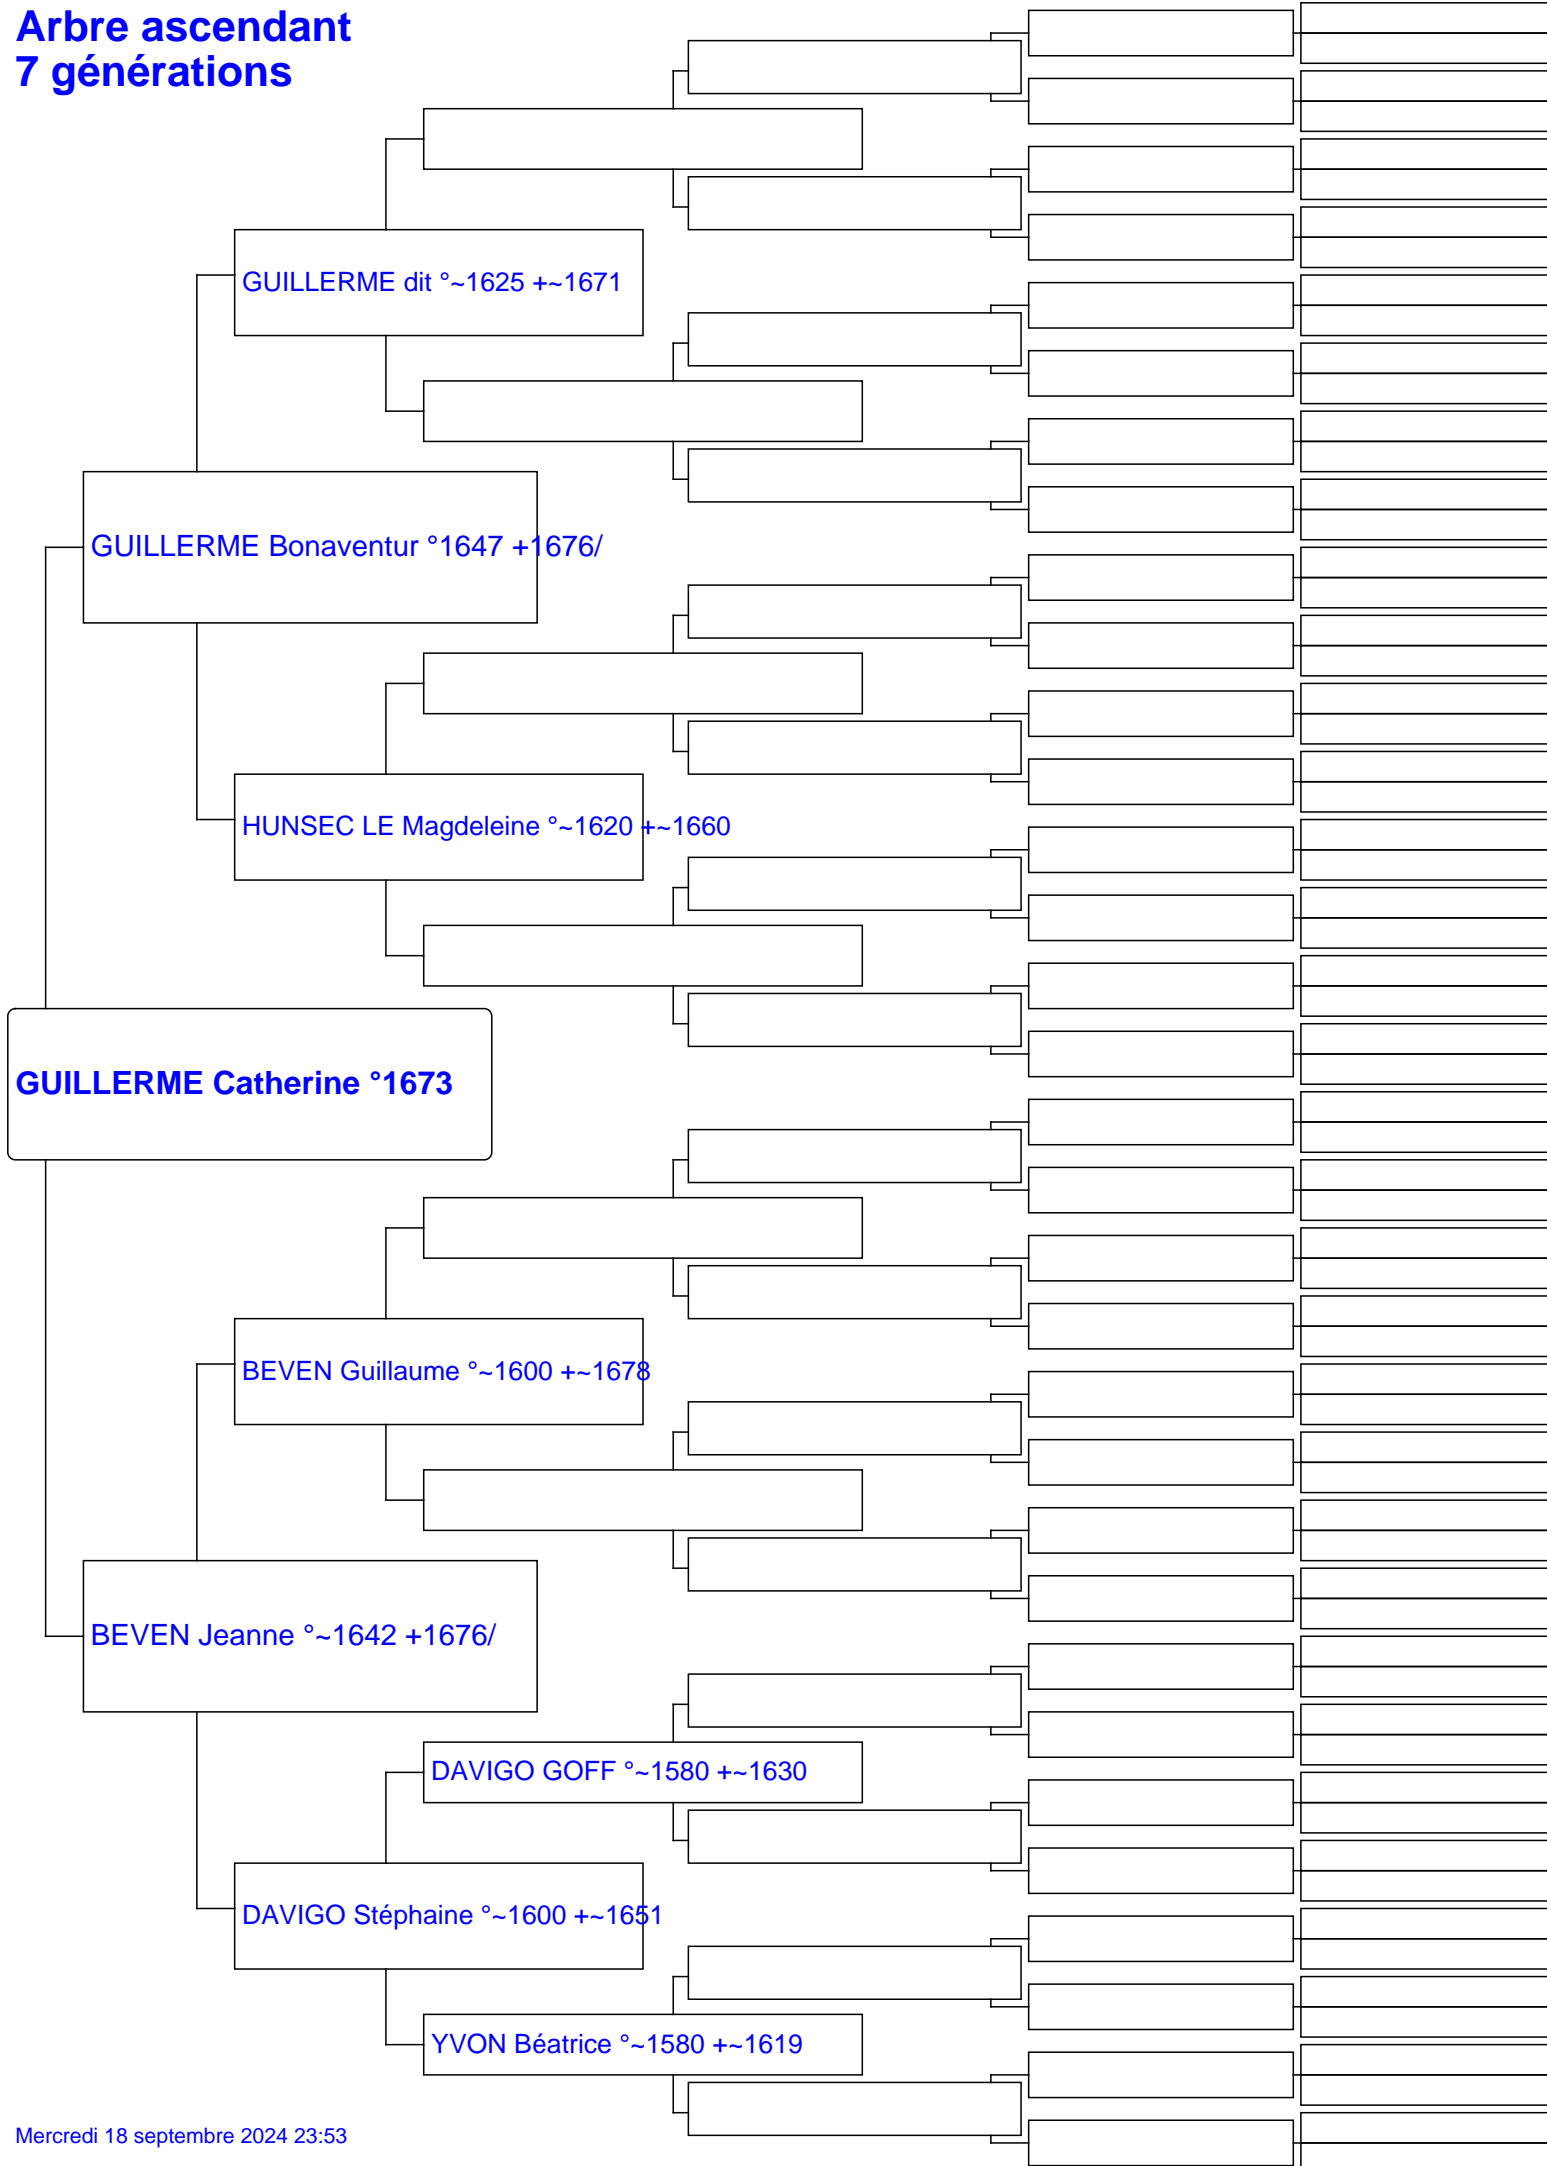 Arbre ascendant
7 générations
GUILLERME dit °~1625 +~1671
GUILLERME Bonaventur °1647 +1676/
HUNSEC LE Magdeleine °~1620 +~1660
GUILLERME Catherine °1673
BEVEN Guillaume °~1600 +~1678
BEVEN Jeanne °~1642 +1676/
DAVIGO GOFF °~1580 +~1630
DAVIGO Stéphaine °~1600 +~1651
YVON Béatrice °~1580 +~1619
Mercredi 18 septembre 2024 23:53